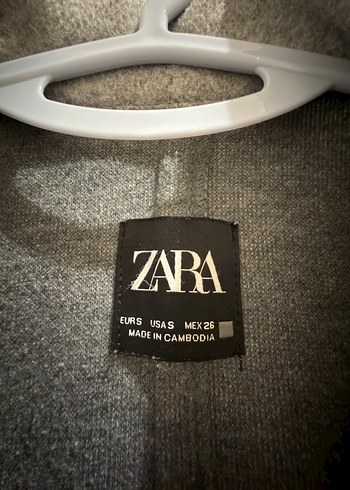 ZARA
EUR S USA S MEX 26
MADE IN CAMBODIA